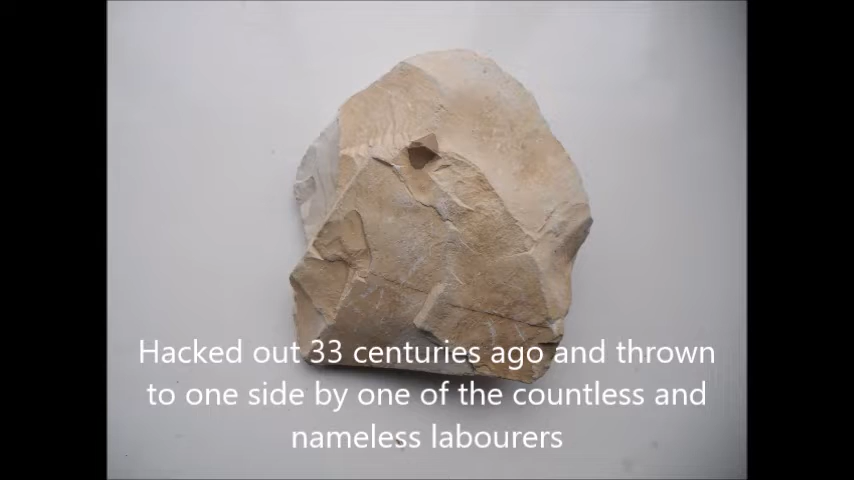 Hacked out 33 centuries ago and thrown
to one side by one of the countless and
nameless labourers